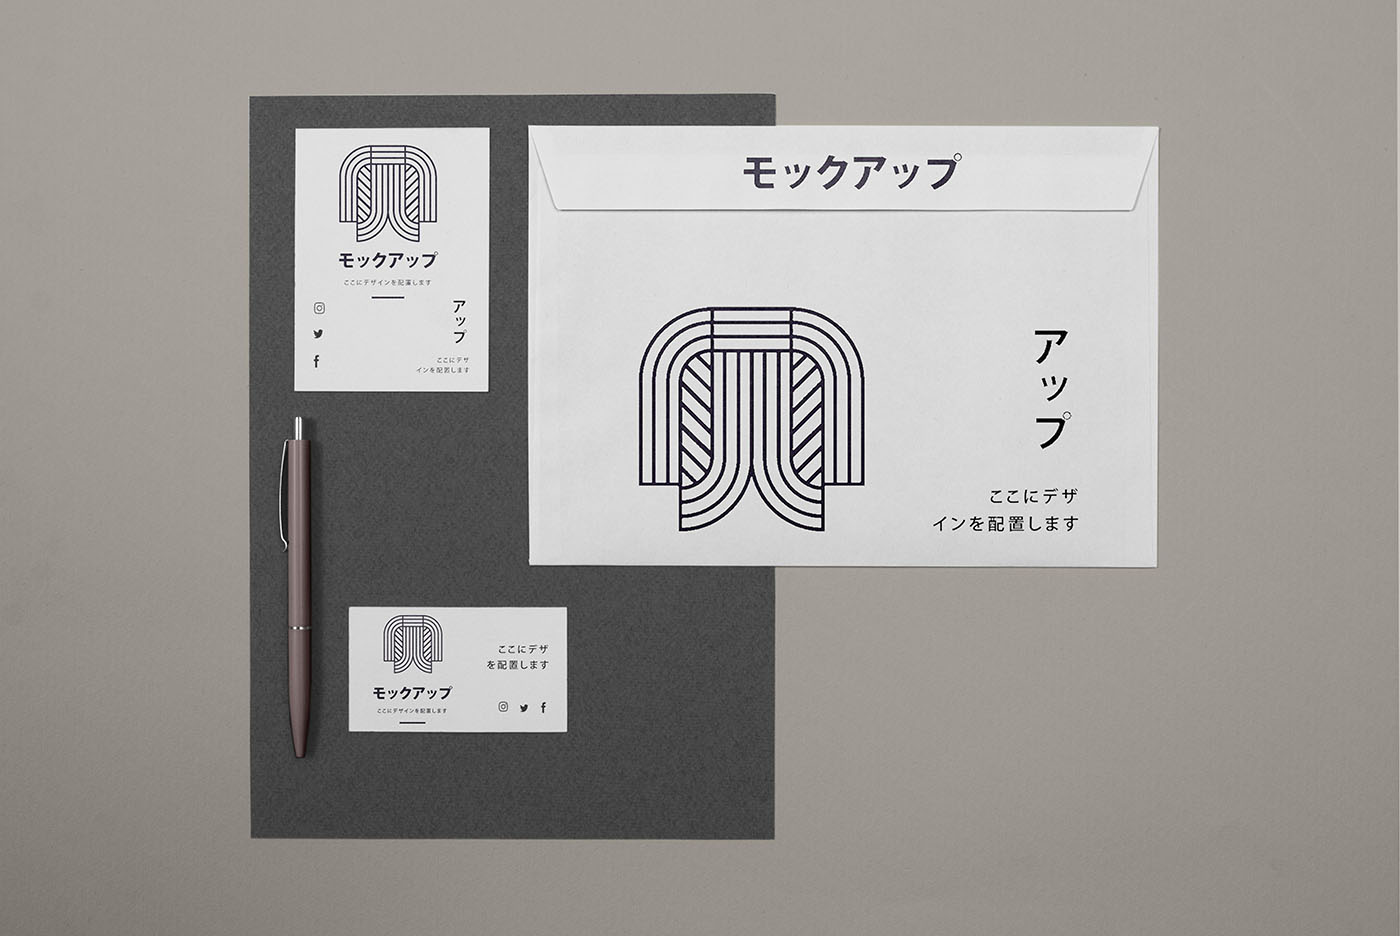 モックアップ
ここにデザインを配置します
アップ
ここにデザ
インを配置します
モックアップ
アップ
ここにデザ
インを配置します
モックアップ
ここにデザインを配置します
ここにデザ
を配置します